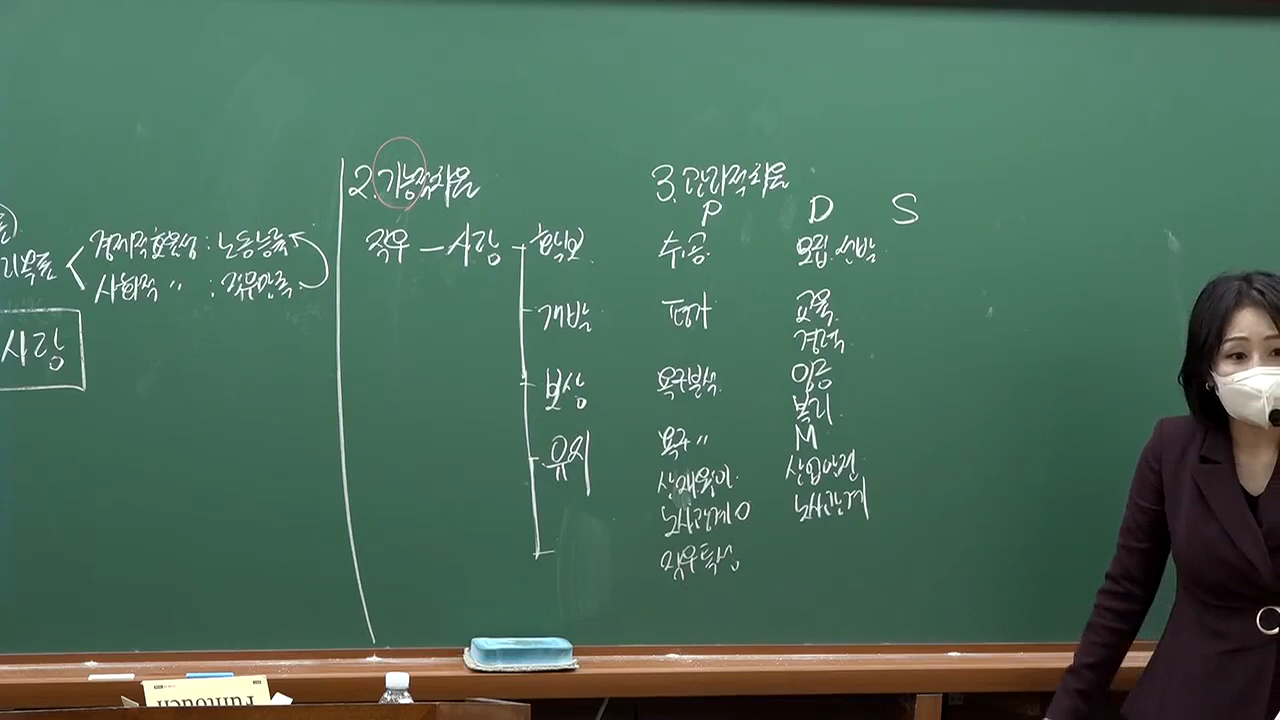 경제적효율성 : 노동능률
사회적 〃 : 직무만족
사람
2. 기능적차원
직무 — 사람
확보
개발
보상
유지
3. 관리적차원
P D S
수·공 모집·선발
평가 교육
경력
욕구분석 임금
복리
욕구 〃 M
산업안전
노사관계 O 노사관계
직무특성
Funtouch